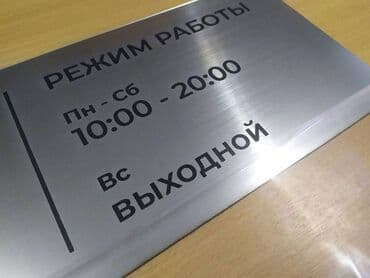 РЕЖИМ РАБОТЫ
Пн - Сб
10:00 - 20:00
Вс
ВЫХОДНОЙ